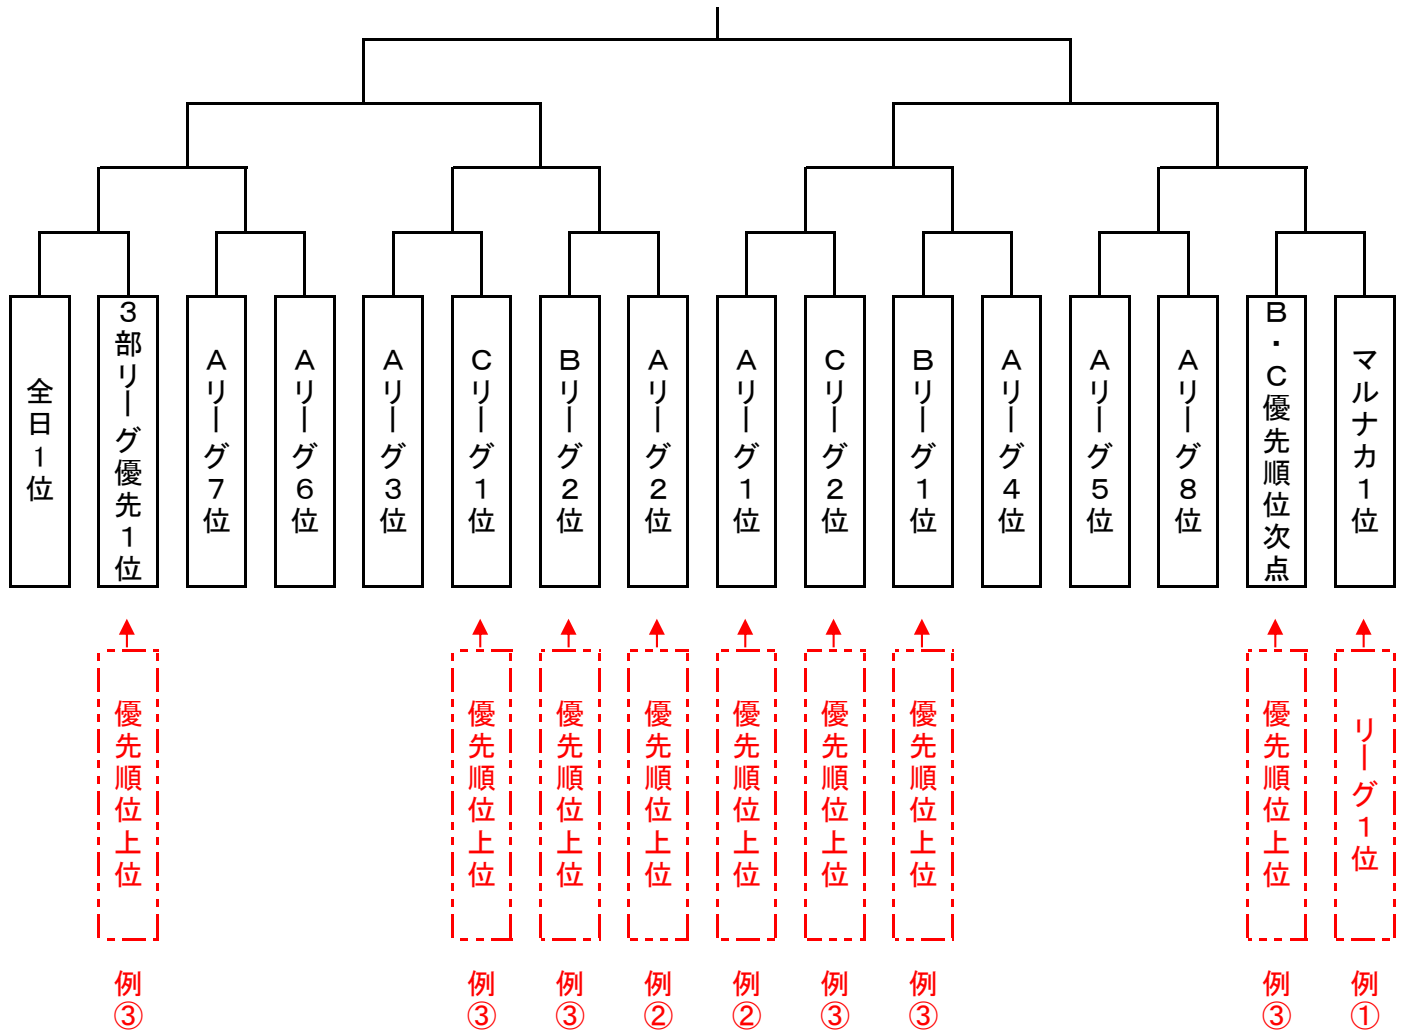 全日１位
３部リーグ優先１位
Ａリーグ７位
Ａリーグ６位
Ａリーグ３位
Ｃリーグ１位
Ｂリーグ２位
Ａリーグ２位
Ａリーグ１位
Ｃリーグ２位
Ｂリーグ１位
Ａリーグ４位
Ａリーグ５位
Ａリーグ８位
Ｂ・Ｃ優先順位次点
マルナカ１位
優先順位上位
優先順位上位
優先順位上位
優先順位上位
優先順位上位
優先順位上位
優先順位上位
優先順位上位
リーグ１位
例③
例③
例③
例②
例②
例③
例③
例③
例①